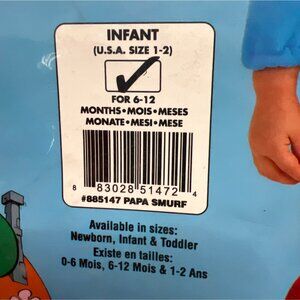 INFANT
(U.S.A. SIZE 1-2)
FOR 6-12
MONTHS•MOIS•MESES
MONATE•MESI•MESE
8 83028 51472 4
#885147 PAPA SMURF
Available in sizes:
Newborn, Infant & Toddler
Existe en tailles:
0-6 Mois, 6-12 Mois & 1-2 Ans